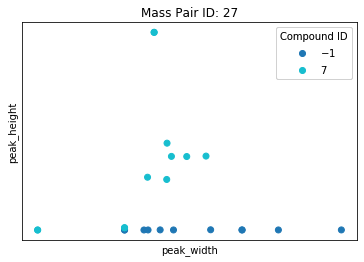 Mass Pair ID: 27
Compound ID
−1
7
peak_height
peak_width